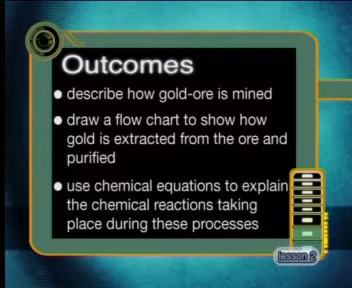 Outcomes
• describe how gold-ore is mined
• draw a flow chart to show how
gold is extracted from the ore and
purified
• use chemical equations to explain
the chemical reactions taking
place during these processes
lesson 2